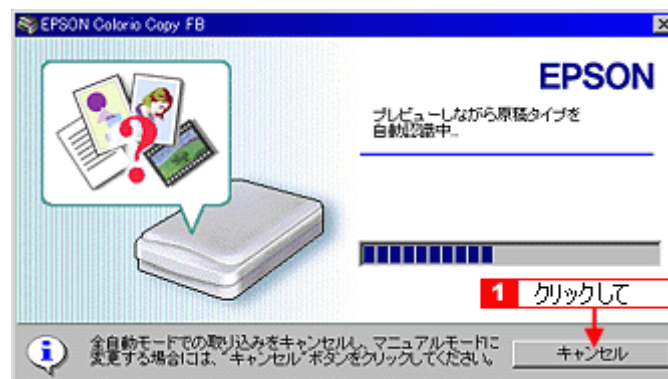 EPSON Colorio Copy FB
EPSON
プレビューしながら原稿タイプを
自動認識中...
1 クリックして
全自動モードでの取り込みをキャンセルし、マニュアルモードに
変更する場合には、"キャンセル"ボタンをクリックしてください。
キャンセル